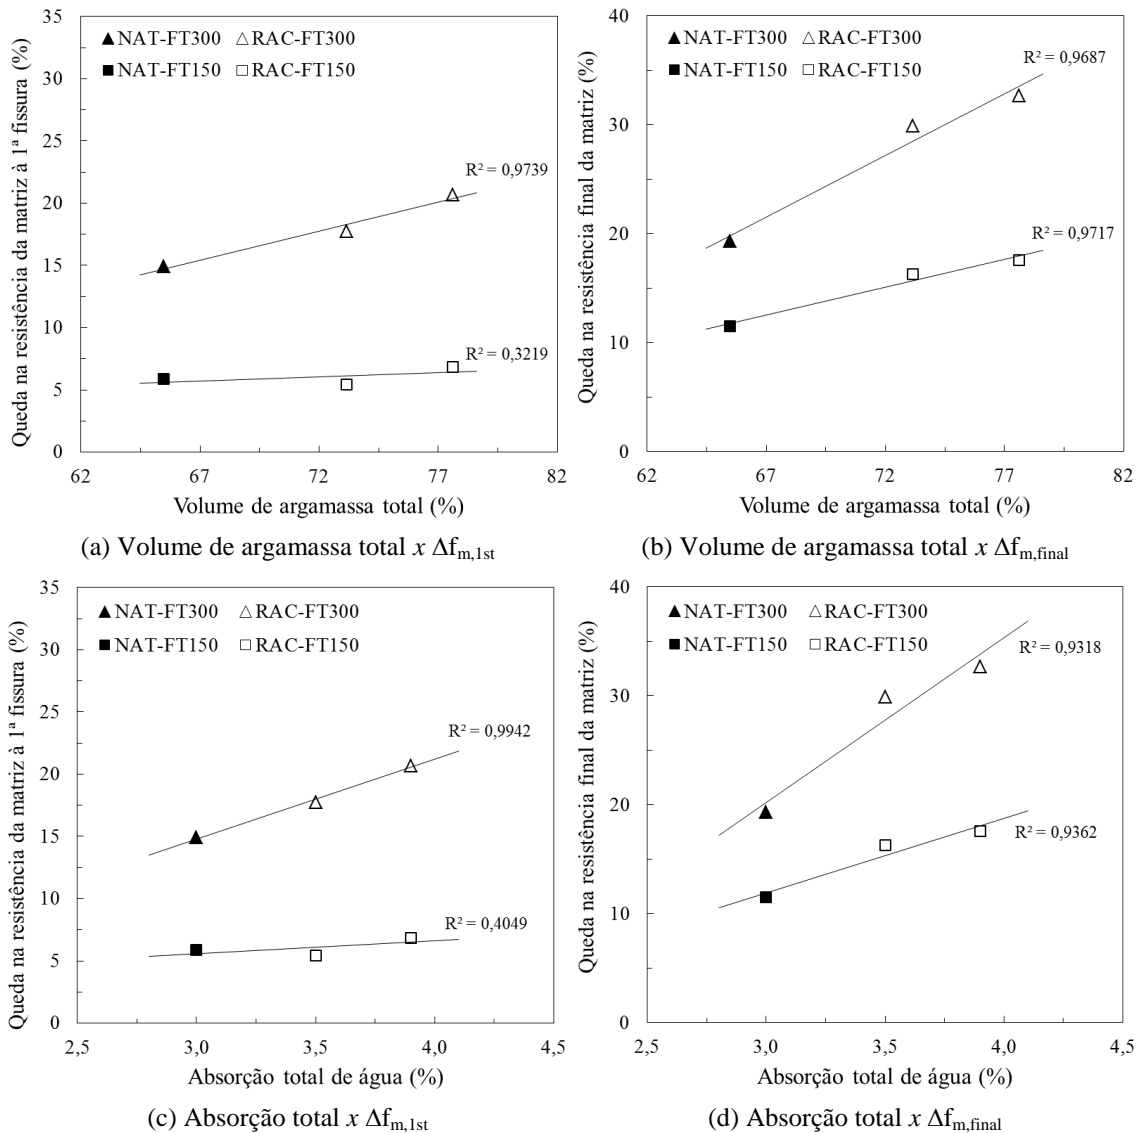 Queda na resistência da matriz à 1ª fissura (%)
35
30
25
20
15
10
5
0
NAT-FT300 RAC-FT300
NAT-FT150 RAC-FT150
R² = 0,9739
R² = 0,3219
62 67 72 77 82
Volume de argamassa total (%)
(a) Volume de argamassa total x Δfm,1st
Queda na resistência final da matriz (%)
40
30
20
10
0
NAT-FT300 RAC-FT300
NAT-FT150 RAC-FT150
R² = 0,9687
R² = 0,9717
62 67 72 77 82
Volume de argamassa total (%)
(b) Volume de argamassa total x Δfm,final
Queda na resistência da matriz à 1ª fissura (%)
35
30
25
20
15
10
5
0
NAT-FT300 RAC-FT300
NAT-FT150 RAC-FT150
R² = 0,9942
R² = 0,4049
2,5 3,0 3,5 4,0 4,5
Absorção total de água (%)
(c) Absorção total x Δfm,1st
Queda na resistência final da matriz (%)
40
30
20
10
0
NAT-FT300 RAC-FT300
NAT-FT150 RAC-FT150
R² = 0,9318
R² = 0,9362
2,5 3,0 3,5 4,0 4,5
Absorção total de água (%)
(d) Absorção total x Δfm,final